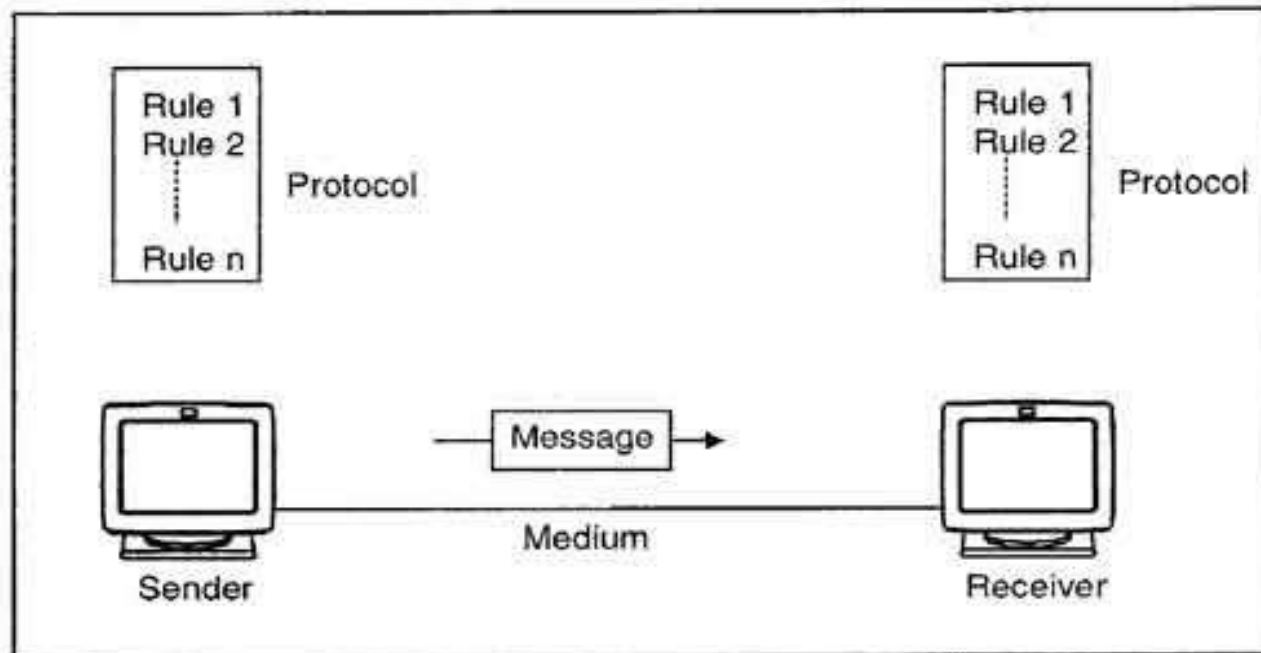 Rule 1
Rule 2
Rule n
Protocol
Rule 1
Rule 2
Rule n
Protocol
Message
Medium
Sender
Receiver